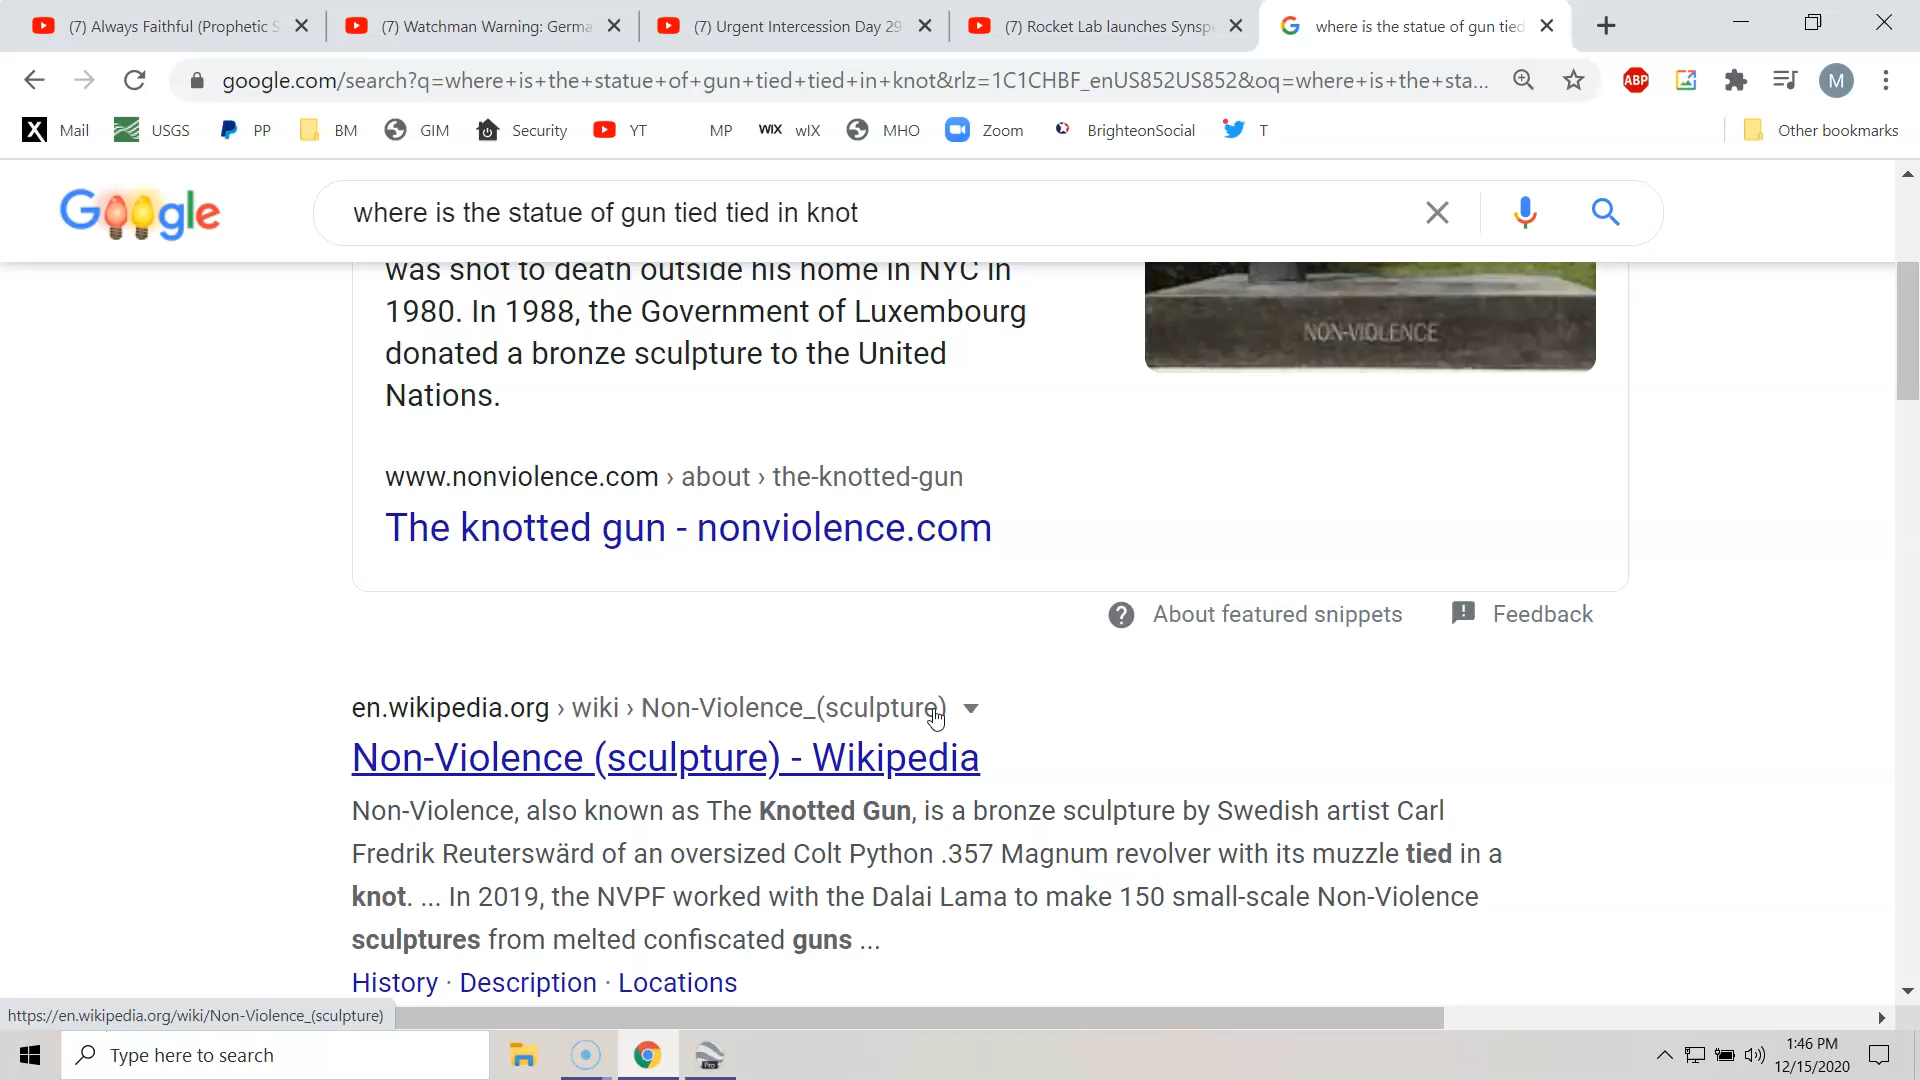 (7) Always Faithful (Prophetic S
(7) Watchman Warning: Germa
(7) Urgent Intercession Day 29
(7) Rocket Lab launches Synspe
where is the statue of gun tied
google.com/search?q=where+is+the+statue+of+gun+tied+tied+in+knot&rlz=1C1CHBF_enUS852US852&oq=where+is+the+sta...
ABP
M
X Mail
USGS
PP
BM
GIM
Security
YT
MP
WIX wIX
MHO
Zoom
BrighteonSocial
T
Other bookmarks
Google
where is the statue of gun tied tied in knot
was shot to death outside his home in NYC in
1980. In 1988, the Government of Luxembourg
donated a bronze sculpture to the United
Nations.
NON-VIOLENCE
www.nonviolence.com › about › the-knotted-gun
The knotted gun - nonviolence.com
About featured snippets
Feedback
en.wikipedia.org › wiki › Non-Violence_(sculpture)
Non-Violence (sculpture) - Wikipedia
Non-Violence, also known as The Knotted Gun, is a bronze sculpture by Swedish artist Carl
Fredrik Reuterswärd of an oversized Colt Python .357 Magnum revolver with its muzzle tied in a
knot. ... In 2019, the NVPF worked with the Dalai Lama to make 150 small-scale Non-Violence
sculptures from melted confiscated guns ...
History · Description · Locations
https://en.wikipedia.org/wiki/Non-Violence_(sculpture)
Type here to search
Pro
1:46 PM
12/15/2020